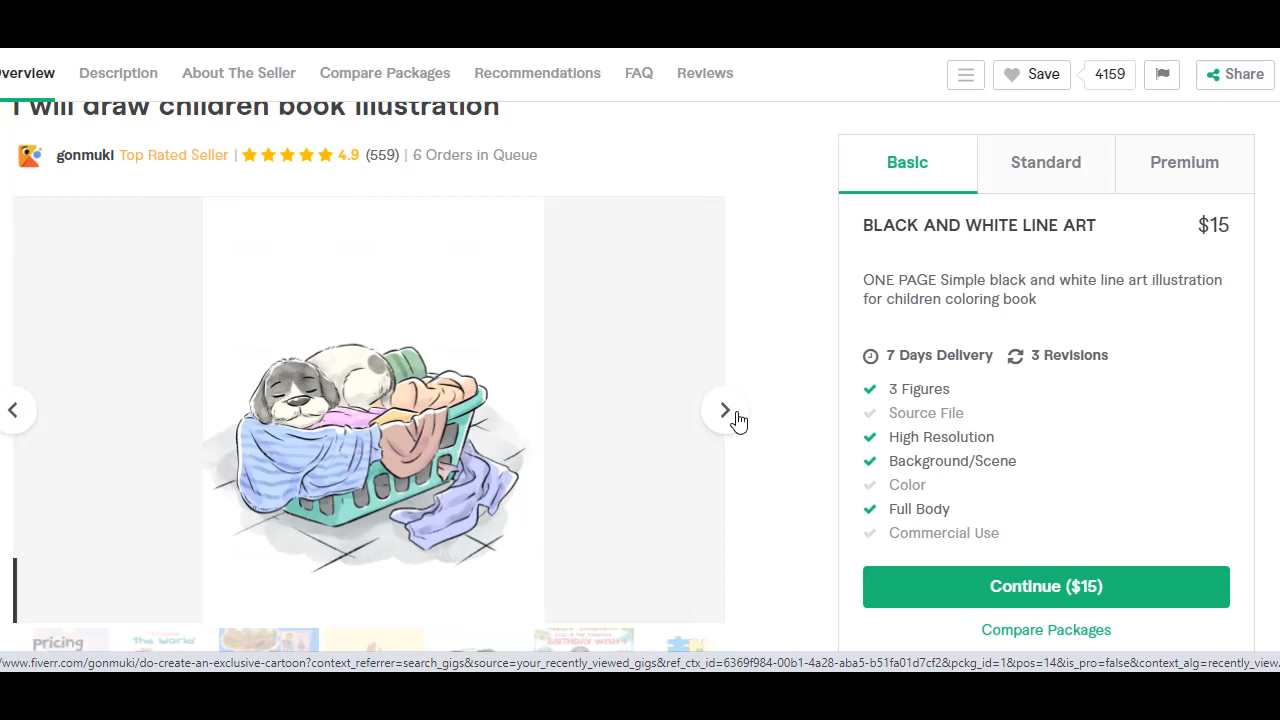 verview Description About The Seller Compare Packages Recommendations FAQ Reviews Save 4159 Share
I will draw children book illustration
gonmuki Top Rated Seller | 4.9 (559) | 6 Orders in Queue
Basic Standard Premium
BLACK AND WHITE LINE ART $15
ONE PAGE Simple black and white line art illustration
for children coloring book
7 Days Delivery 3 Revisions
3 Figures
Source File
High Resolution
Background/Scene
Color
Full Body
Commercial Use
Continue ($15)
Compare Packages
pricing The World BIRTHDAY WISH
/www.fiverr.com/gonmuki/do-create-an-exclusive-cartoon?context_referrer=search_gigs&source=your_recently_viewed_gigs&ref_ctx_id=6369f984-00b1-4a28-aba5-b51fa01d7cf2&pckg_id=1&pos=14&is_pro=false&context_alg=recently_view